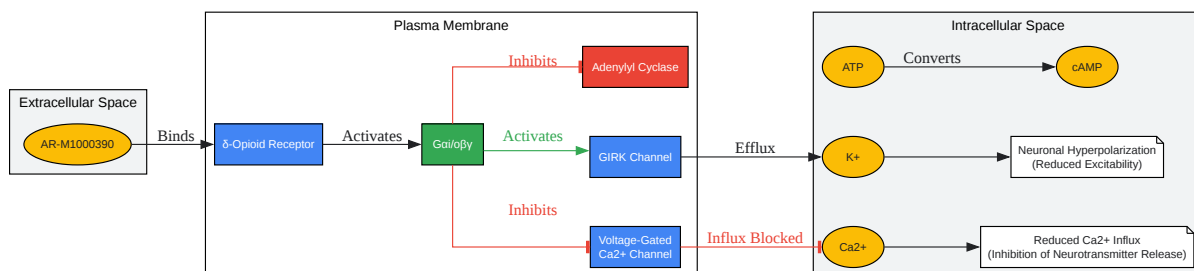 Plasma Membrane
Intracellular Space
Inhibits
Adenylyl Cyclase
ATP
Converts
cAMP
Extracellular Space
AR-M1000390
Binds
δ-Opioid Receptor
Activates
Gαi/oβγ
Activates
GIRK Channel
Efflux
K+
Neuronal Hyperpolarization
(Reduced Excitability)
Inhibits
Voltage-Gated
Ca2+ Channel
Influx Blocked
Ca2+
Reduced Ca2+ Influx
(Inhibition of Neurotransmitter Release)